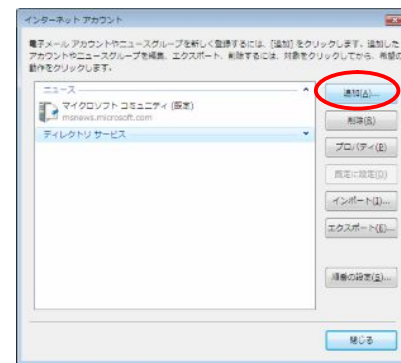 インターネット アカウント
電子メール アカウントやニュースグループを新しく登録するには、[追加] をクリックします。追加した
アカウントやニュースグループを編集、エクスポート、削除するには、対象をクリックしてから、希望の
動作をクリックします。
ニュース
マイクロソフト コミュニティ (既定)
msnews.microsoft.com
ディレクトリ サービス
追加(A)...
削除(R)
プロパティ(P)
既定に設定(D)
インポート(I)...
エクスポート(E)...
順番の設定(S)...
閉じる